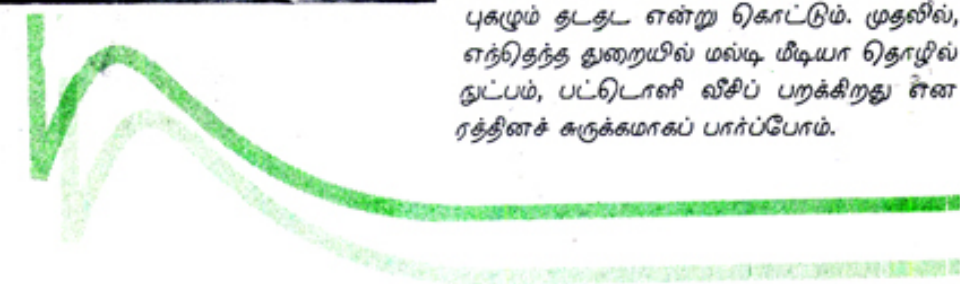 புகழும் தடதட என்று கொட்டும். முதலில்,
எந்தெந்த துறையில் மல்டி மீடியா தொழில்
நுட்பம், பட்டொளி வீசிப் பறக்கிறது என
ரத்தினச் சுருக்கமாகப் பார்ப்போம்.